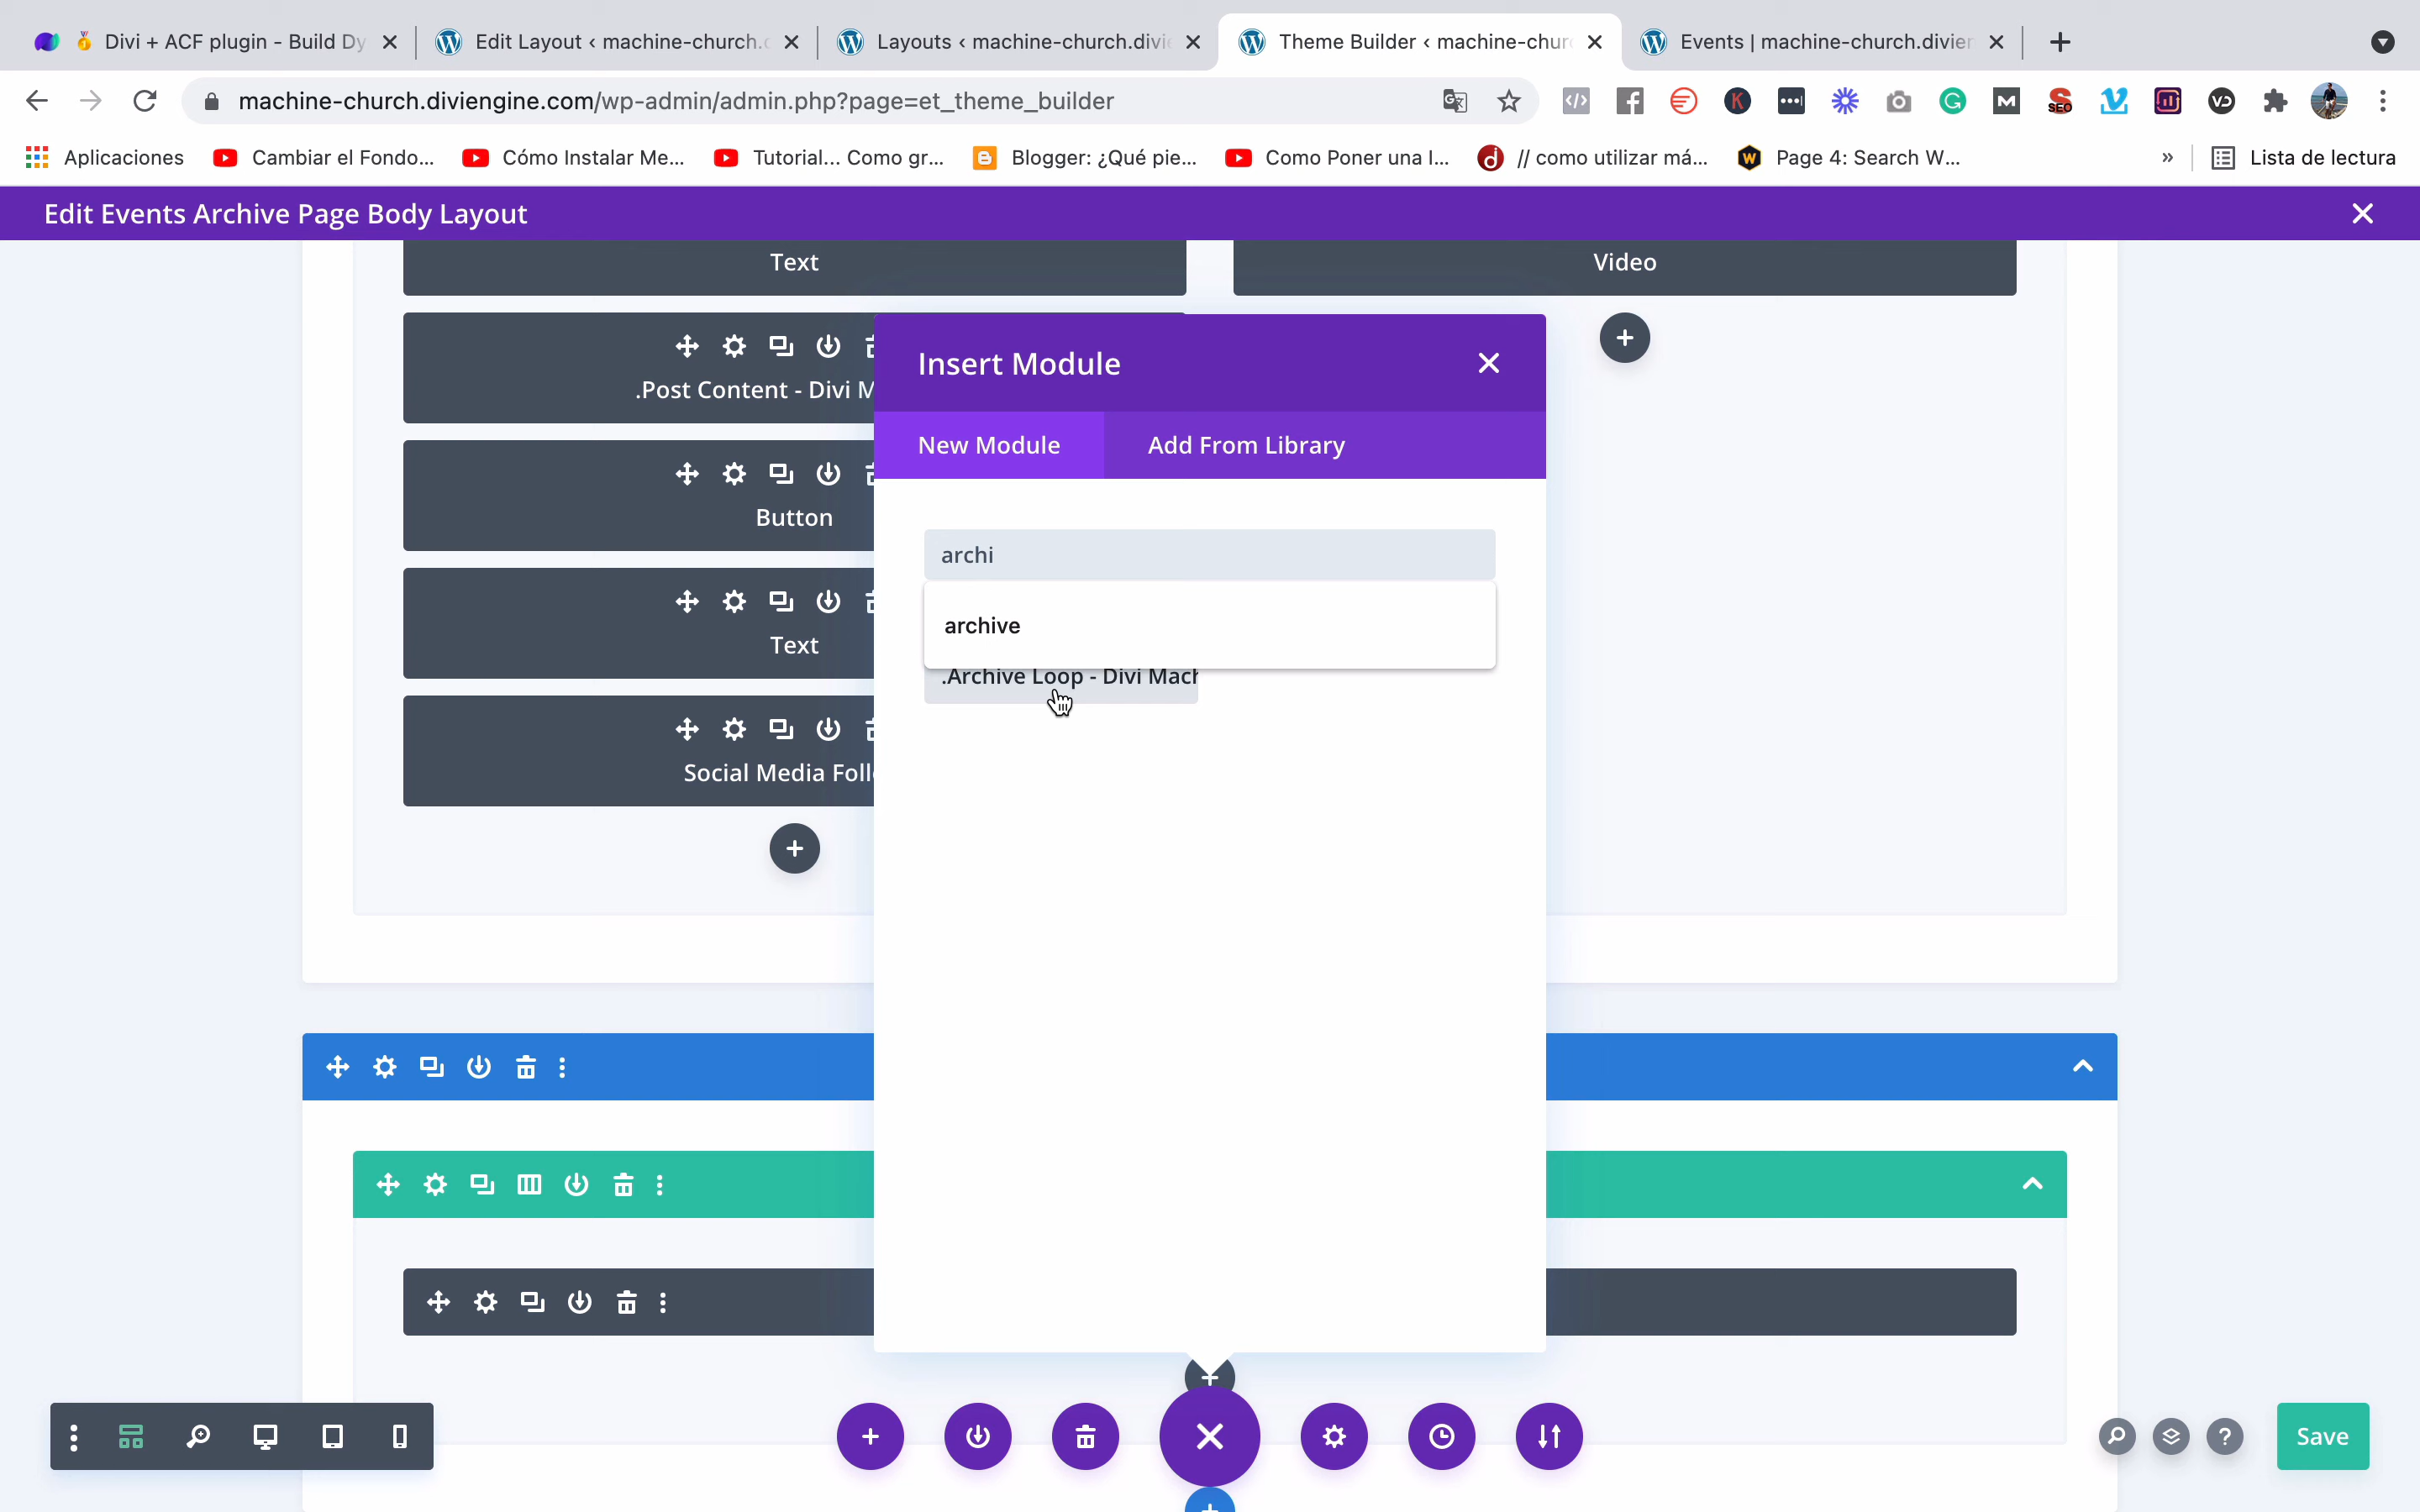 Divi + ACF plugin - Build Dy
Edit Layout < machine-church.
Layouts < machine-church.divie
Theme Builder < machine-chur
Events | machine-church.divien
machine-church.diviengine.com/wp-admin/admin.php?page=et_theme_builder
Aplicaciones
Cambiar el Fondo...
Cómo Instalar Me...
Tutorial... Como gr...
Blogger: ¿Qué pie...
Como Poner una I...
// como utilizar má...
Page 4: Search W...
»
Lista de lectura
Edit Events Archive Page Body Layout
Text
Video
.Post Content - Divi M
Button
Text
Social Media Foll
Insert Module
New Module
Add From Library
archi
archive
.Archive Loop - Divi Mach
Save